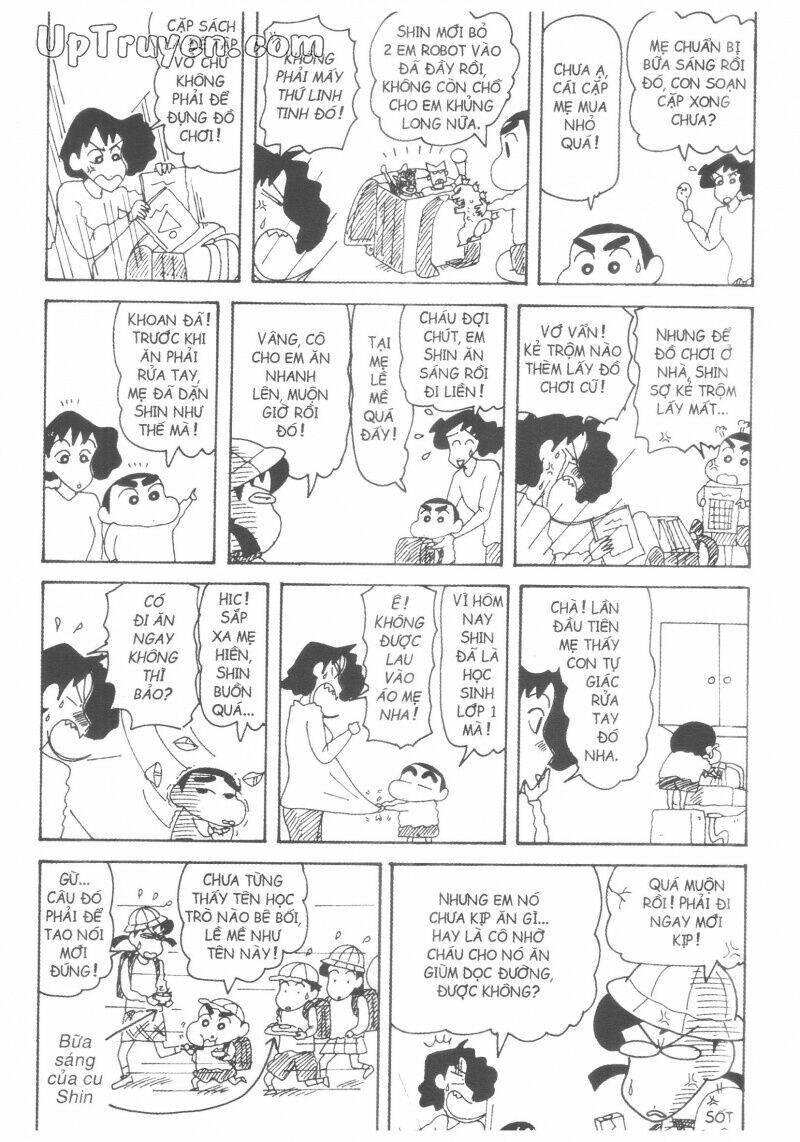 UpTruyen.com
MẸ CHUẨN BỊ
BỮA SÁNG RỒI
ĐÓ, CON SOẠN
CẶP XONG
CHƯA?
CHƯA Ạ,
CÁI CẶP
MẸ MUA
NHỎ
QUÁ!
SHIN MỚI BỎ
2 EM ROBOT VÀO
ĐÃ ĐẦY RỒI,
KHÔNG CÒN CHỖ
CHO EM KHỦNG
LONG NỮA.
KHÔNG
PHẢI MẤY
THỨ LINH
TINH ĐÓ!
CẶP SÁCH
VỞ CHỨ
KHÔNG
PHẢI ĐỂ
ĐỰNG ĐỒ
CHƠI!
NHƯNG ĐỂ
ĐỒ CHƠI Ở
NHÀ, SHIN
SỢ KẺ TRỘM
LẤY MẤT...
VỚ VẨN!
KẺ TRỘM NÀO
THÈM LẤY ĐỒ
CHƠI CŨ!
CHÁU ĐỢI
CHÚT, EM
SHIN ĂN
SÁNG RỒI
ĐI LIỀN!
TẠI
MẸ
LỀ
MỀ
QUÁ
ĐẤY!
VÂNG, CÔ
CHO EM ĂN
NHANH
LÊN, MUỘN
GIỜ RỒI
ĐÓ!
KHOAN ĐÃ!
TRƯỚC KHI
ĂN PHẢI
RỬA TAY,
MẸ ĐÃ DẶN
SHIN NHƯ
THẾ MÀ!
CHÀ! LẦN
ĐẦU TIÊN
MẸ THẤY
CON TỰ
GIÁC
RỬA
TAY
ĐÓ
NHA.
VÌ HÔM
NAY
SHIN
ĐÃ LÀ
HỌC
SINH
LỚP 1
MÀ!
Ê!
KHÔNG
ĐƯỢC
LAU
VÀO
ÁO MẸ
NHA!
HIC!
SẮP
XA MẸ
HIỀN,
SHIN
BUỒN
QUÁ...
CÓ
ĐI ĂN
NGAY
KHÔNG
THÌ
BẢO?
QUÁ MUỘN
RỒI! PHẢI ĐI
NGAY MỚI
KỊP!
NHƯNG EM NÓ
CHƯA KỊP ĂN GÌ...
HAY LÀ CÔ NHỜ
CHÁU CHO NÓ ĂN
GIÙM DỌC ĐƯỜNG,
ĐƯỢC KHÔNG?
SỐT
CHƯA TỪNG
THẤY TÊN HỌC
TRÒ NÀO BÊ BỐI,
LỀ MỀ NHƯ
TÊN NÀY!
GỪ...
CÂU ĐÓ
PHẢI ĐỂ
TAO NÓI
MỚI
ĐÚNG!
Bữa
sáng
của cu
Shin